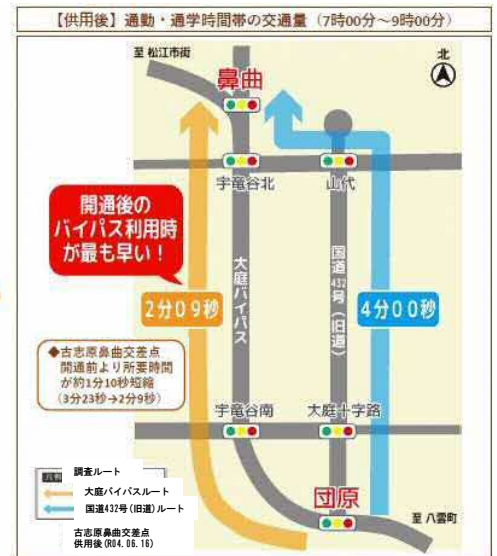 【供用後】通勤・通学時間帯の交通量(7時00分~9時00分)
至 松江市街
北
鼻曲
宇竜谷北
山代
開通後の
バイパス利用時
が最も早い!
大庭バイパス
国道432号(旧道)
2分09秒
4分00秒
◆古志原鼻曲交差点
開通前より所要時間
が約1分10秒短縮
(3分23秒→2分9秒)
宇竜谷南
大庭十字路
団原
至 八雲町
調査ルート
大庭バイパスルート
国道432号(旧道)ルート
古志原鼻曲交差点
供用後(R04.06.16)